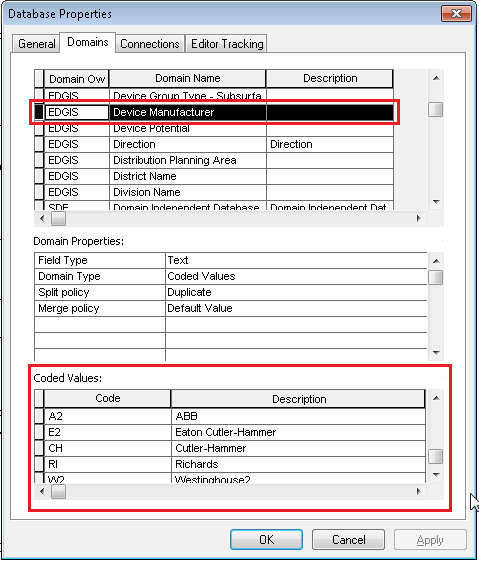 Database Properties
General Domains Connections Editor Tracking
Domain Ow Domain Name Description
EDGIS Device Group Type - Subsurfa
EDGIS Device Manufacturer
EDGIS Device Potential
EDGIS Direction Direction
EDGIS Distribution Planning Area
EDGIS District Name
EDGIS Division Name
SDE Domain Independent Database Domain Independent Dat
Domain Properties:
Field Type Text
Domain Type Coded Values
Split policy Duplicate
Merge policy Default Value
Coded Values:
Code Description
A2 ABB
E2 Eaton Cutler-Hammer
CH Cutler-Hammer
RI Richards
W2 Westinghouse2
OK Cancel Apply